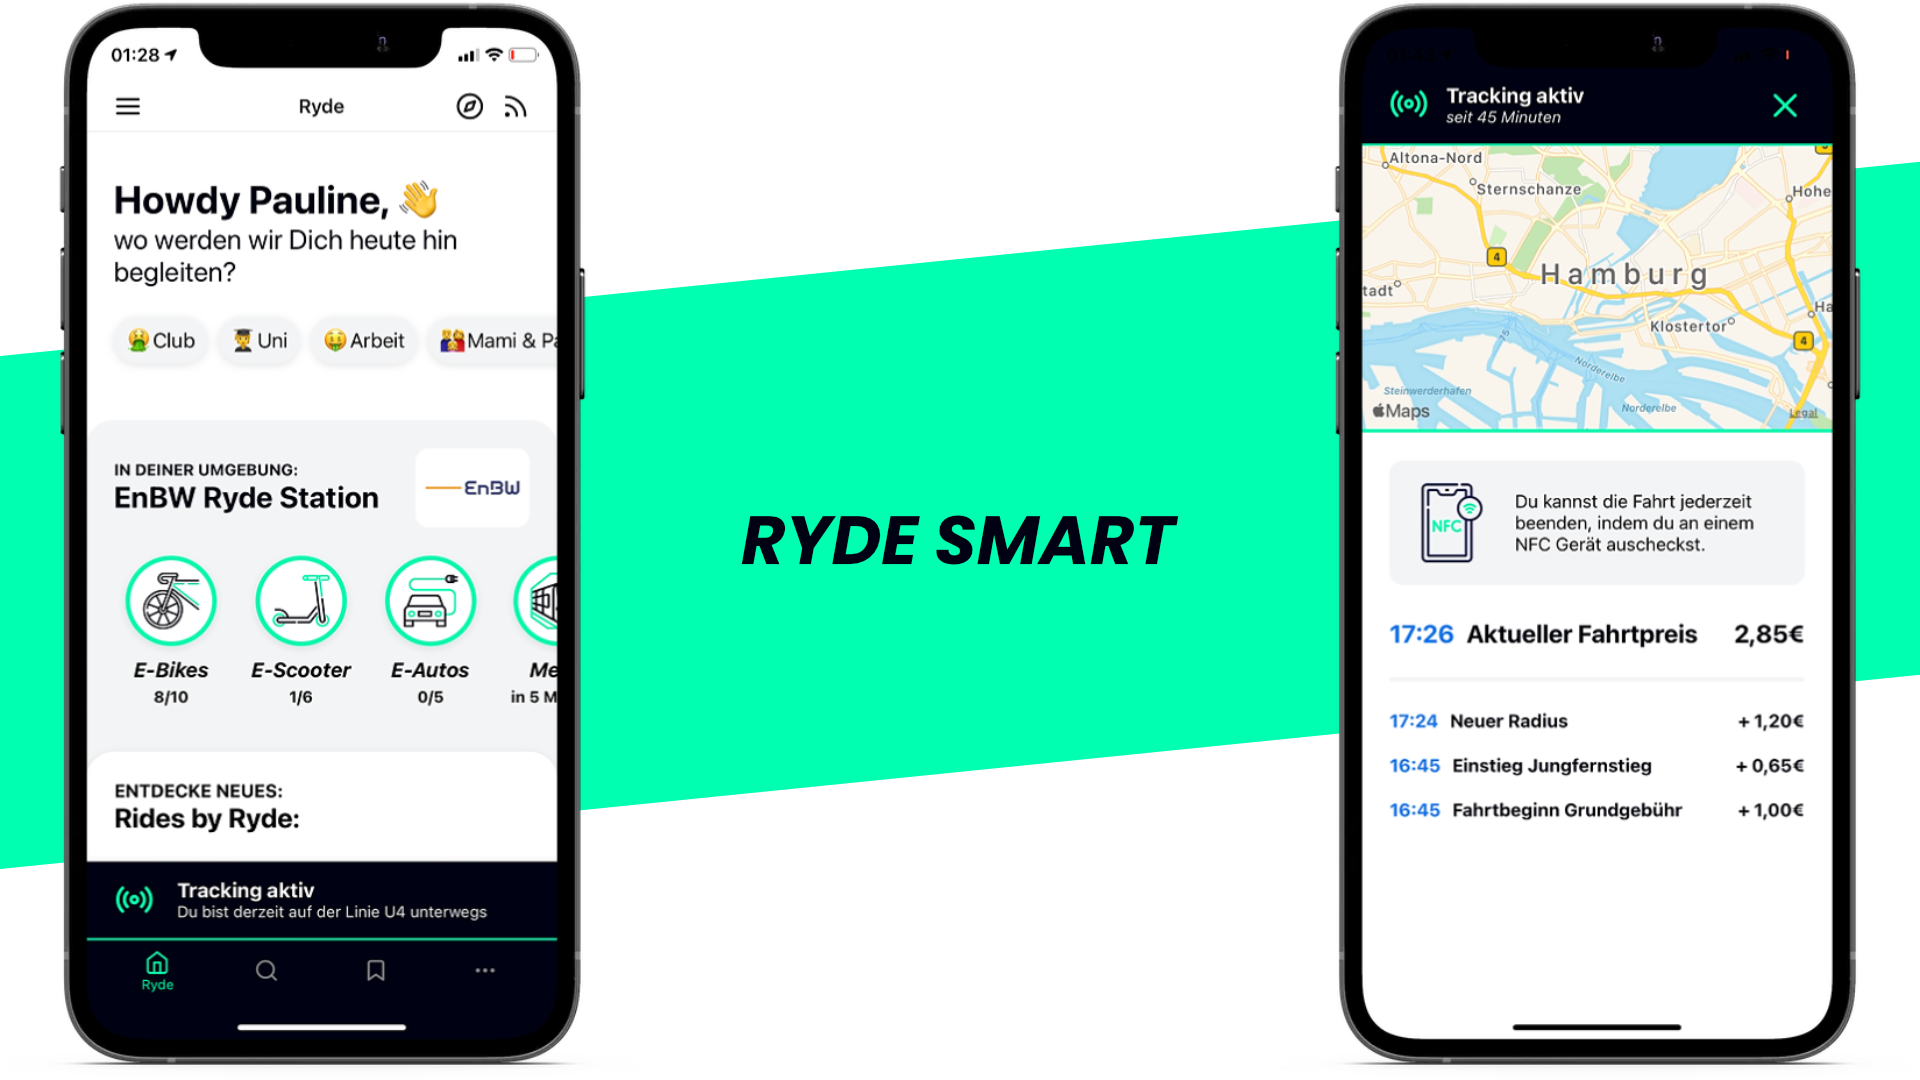 01:28
Ryde
Howdy Pauline, 👋
wo werden wir Dich heute hin
begleiten?
Club
Uni
Arbeit
Mami & Pa
IN DEINER UMGEBUNG:
EnBW Ryde Station
EnBW
E-Bikes
8/10
E-Scooter
1/6
E-Autos
0/5
Me
in 5 M
ENTDECKE NEUES:
Rides by Ryde:
Tracking aktiv
Du bist derzeit auf der Linie U4 unterwegs
Ryde
RYDE SMART
Tracking aktiv
seit 45 Minuten
Altona-Nord
Sternschanze
Hohe
4
Hamburg
tadt
Ha
Klostertor
4
75
Norderelbe
Steinwerderhafen
Norderelbe
Maps
Legal
NFC
Du kannst die Fahrt jederzeit
beenden, indem du an einem
NFC Gerät auscheckst.
17:26 Aktueller Fahrtpreis 2,85€
17:24 Neuer Radius + 1,20€
16:45 Einstieg Jungfernstieg + 0,65€
16:45 Fahrtbeginn Grundgebühr + 1,00€